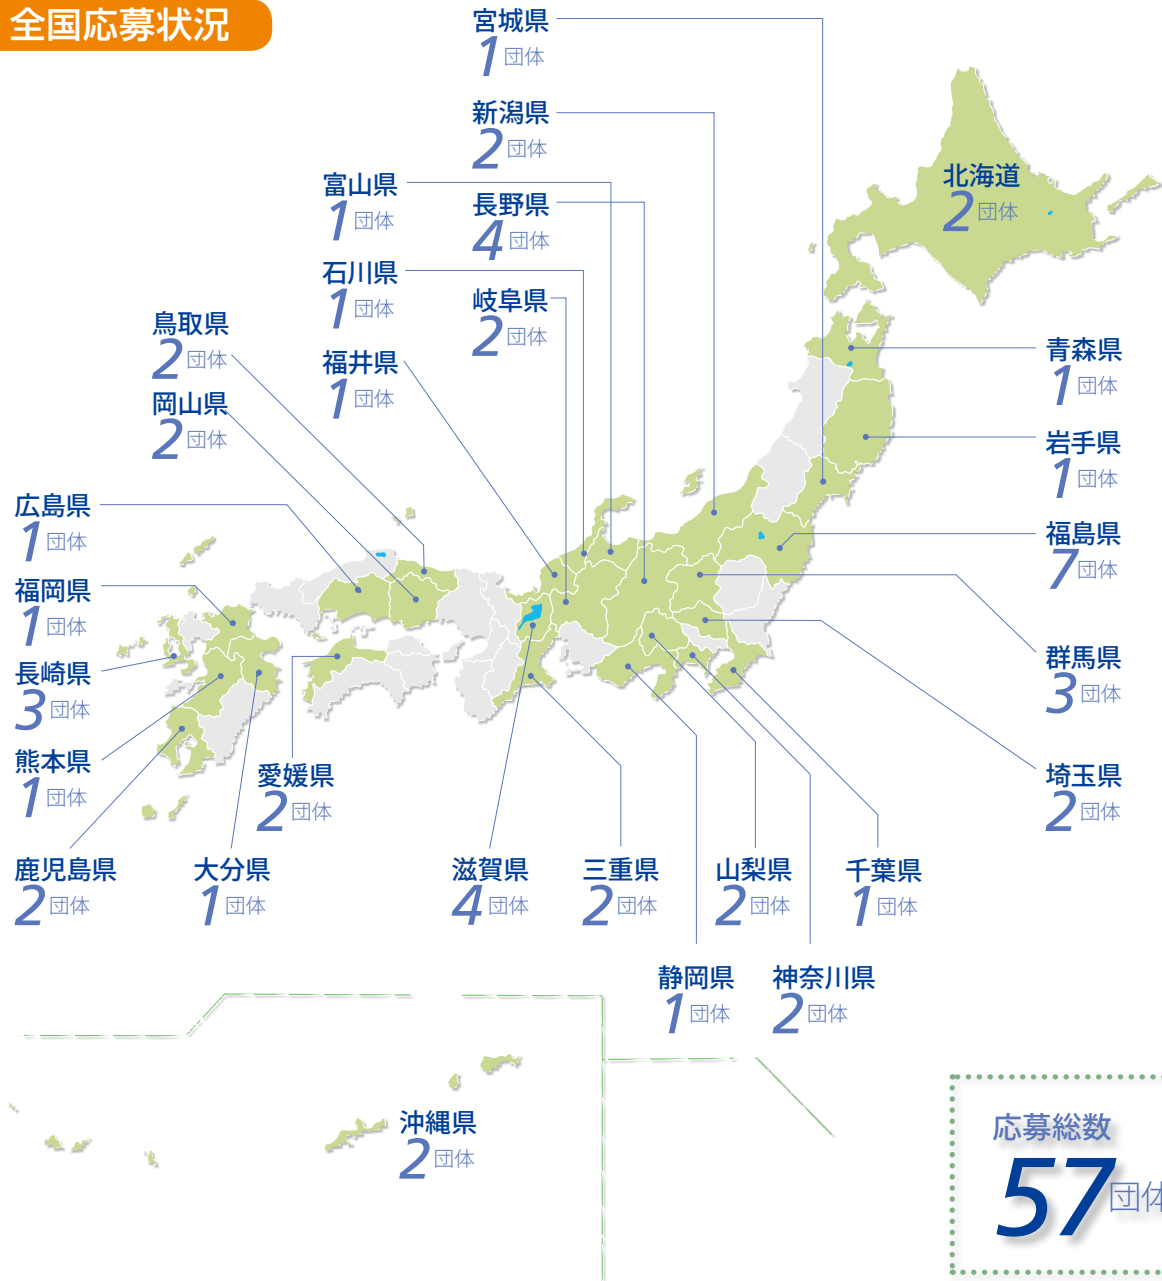 全国応募状況
宮城県
1団体
新潟県
2団体
富山県
1団体
長野県
4団体
北海道
2団体
石川県
1団体
岐阜県
2団体
鳥取県
2団体
福井県
1団体
青森県
1団体
岡山県
2団体
岩手県
1団体
広島県
1団体
福島県
7団体
福岡県
1団体
長崎県
3団体
群馬県
3団体
熊本県
1団体
愛媛県
2団体
埼玉県
2団体
鹿児島県
2団体
大分県
1団体
滋賀県
4団体
三重県
2団体
山梨県
2団体
千葉県
1団体
静岡県
1団体
神奈川県
2団体
沖縄県
2団体
応募総数
57団体